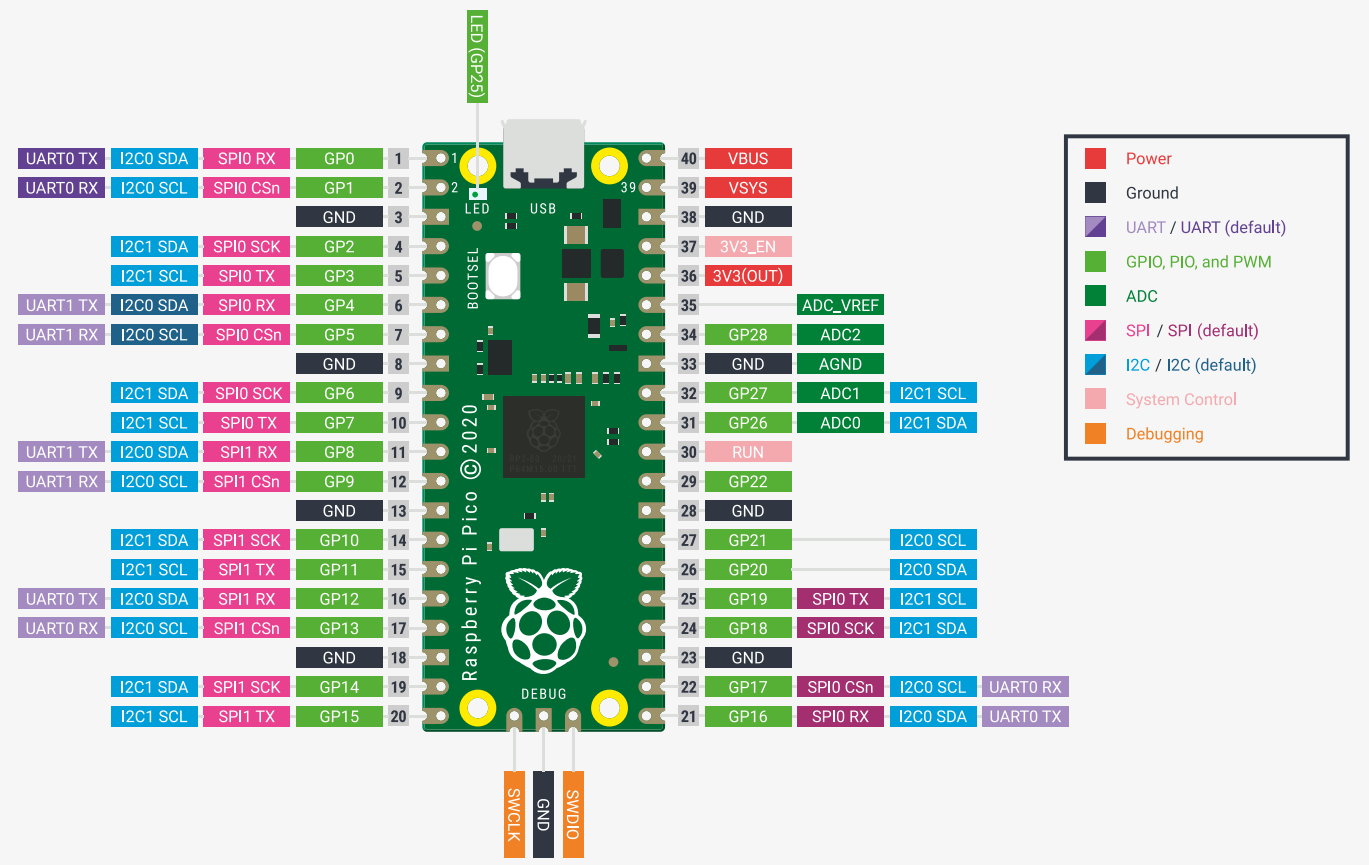 LED (GP25)
UART0 TX I2C0 SDA SPI0 RX GP0 1 1 40 VBUS
UART0 RX I2C0 SCL SPI0 CSn GP1 2 2 39 39 VSYS
LED USB
GND 3 38 GND
I2C1 SDA SPI0 SCK GP2 4 37 3V3_EN
I2C1 SCL SPI0 TX GP3 5 36 3V3(OUT)
BOOTSEL
UART1 TX I2C0 SDA SPI0 RX GP4 6 35 ADC_VREF
UART1 RX I2C0 SCL SPI0 CSn GP5 7 34 GP28 ADC2
GND 8 33 GND AGND
I2C1 SDA SPI0 SCK GP6 9 32 GP27 ADC1 I2C1 SCL
I2C1 SCL SPI0 TX GP7 10 31 GP26 ADC0 I2C1 SDA
UART1 TX I2C0 SDA SPI1 RX GP8 11 30 RUN
UART1 RX I2C0 SCL SPI1 CSn GP9 12 29 GP22
GND 13 28 GND
I2C1 SDA SPI1 SCK GP10 14 27 GP21 I2C0 SCL
I2C1 SCL SPI1 TX GP11 15 26 GP20 I2C0 SDA
UART0 TX I2C0 SDA SPI1 RX GP12 16 25 GP19 SPI0 TX I2C1 SCL
UART0 RX I2C0 SCL SPI1 CSn GP13 17 24 GP18 SPI0 SCK I2C1 SDA
GND 18 23 GND
Raspberry Pi Pico © 2020
I2C1 SDA SPI1 SCK GP14 19 22 GP17 SPI0 CSn I2C0 SCL UART0 RX
DEBUG
I2C1 SCL SPI1 TX GP15 20 21 GP16 SPI0 RX I2C0 SDA UART0 TX
SWCLK
GND
SWDIO
Power
Ground
UART / UART (default)
GPIO, PIO, and PWM
ADC
SPI / SPI (default)
I2C / I2C (default)
System Control
Debugging